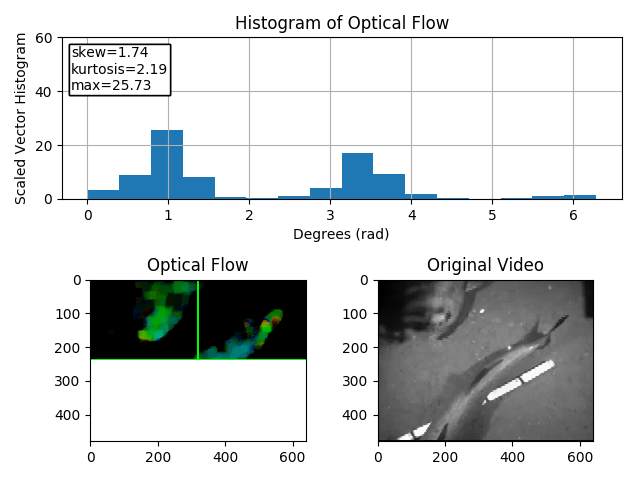 Histogram of Optical Flow
Scaled Vector Histogram
60
40
20
0
skew=1.74
kurtosis=2.19
max=25.73
0 1 2 3 4 5 6
Degrees (rad)
Optical Flow
0
100
200
300
400
0 200 400 600
Original Video
0
100
200
300
400
0 200 400 600